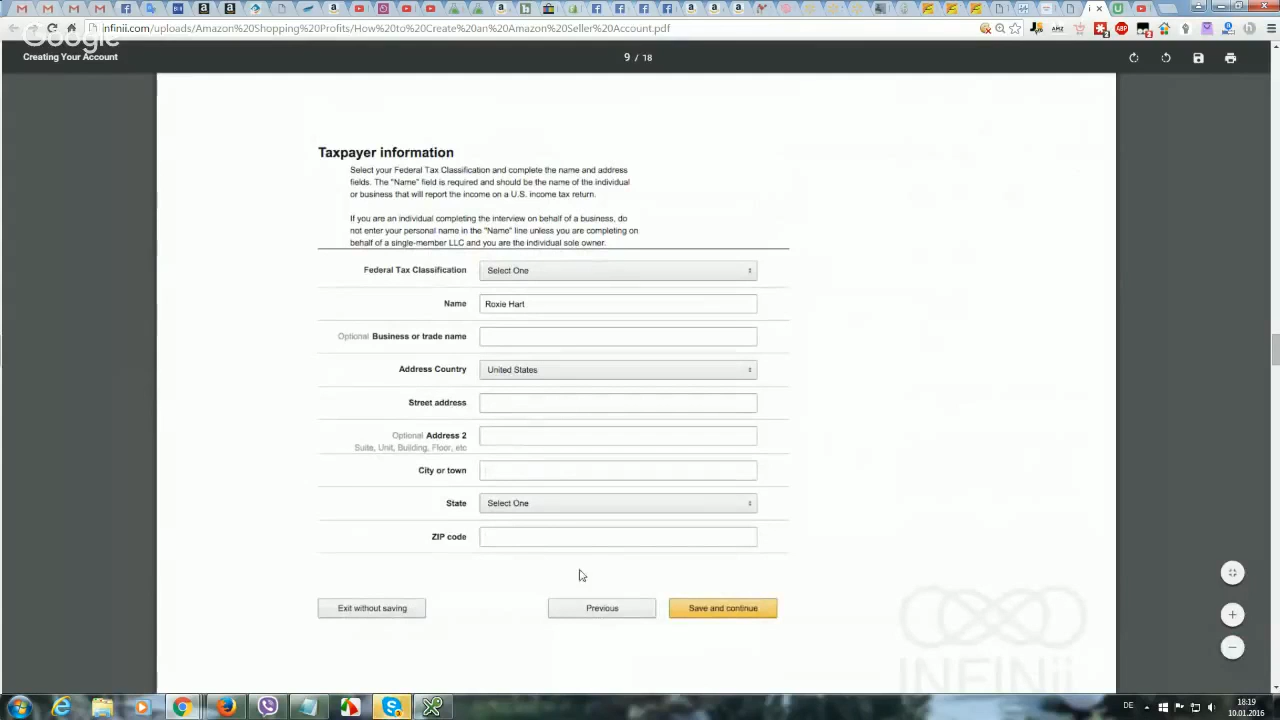 infinii.com/uploads/Amazon%20Shopping%20Profits/How%20to%20Create%20an%20Amazon%20Seller%20Account.pdf
Google
Creating Your Account
9 / 18
Taxpayer information
Select your Federal Tax Classification and complete the name and address
fields. The "Name" field is required and should be the name of the individual
or business that will report the income on a U.S. income tax return.
If you are an individual completing the interview on behalf of a business, do
not enter your personal name in the "Name" line unless you are completing on
behalf of a single-member LLC and you are the individual sole owner.
Federal Tax Classification Select One
Name Roxie Hart
Optional Business or trade name
Address Country United States
Street address
Optional Address 2
Suite, Unit, Building, Floor, etc
City or town
State Select One
ZIP code
Exit without saving Previous Save and continue
INFINii
DE 18:19
10.01.2016